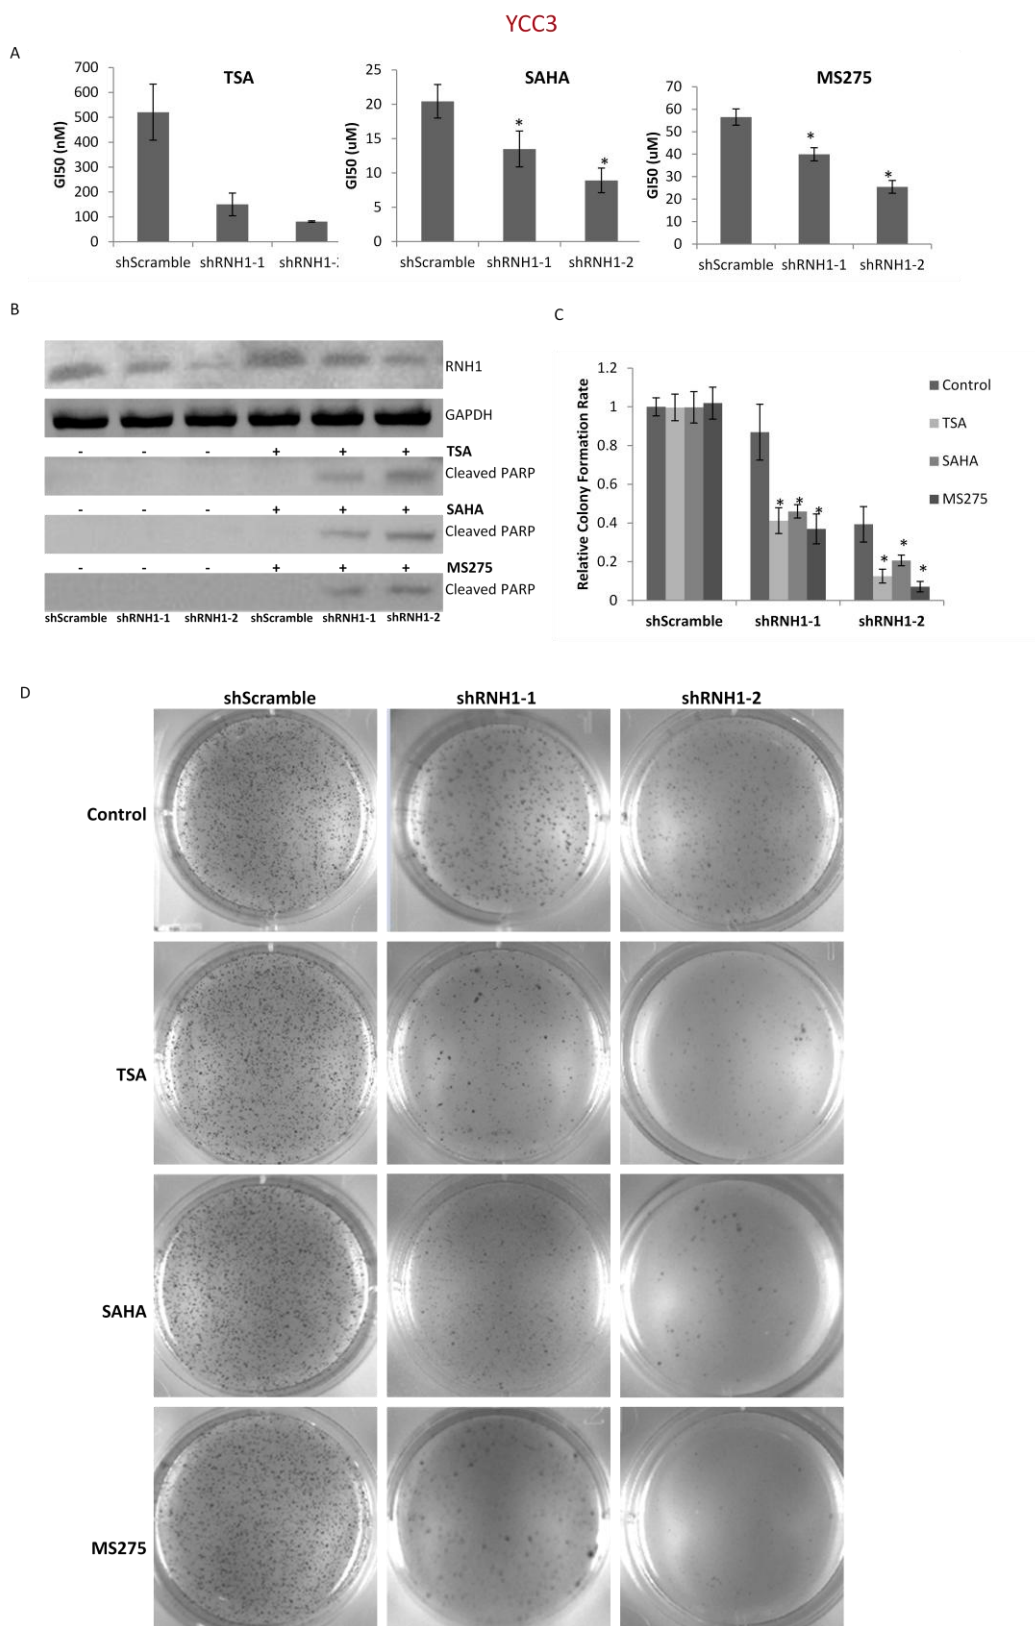 YCC3
A
TSA
GI50 (nM)
700
600
500
400
300
200
100
0
shScramble shRNH1-1 shRNH1-2
SAHA
GI50 (uM)
25
20
15
10
5
0
*
*
shScramble shRNH1-1 shRNH1-2
MS275
GI50 (uM)
70
60
50
40
30
20
10
0
*
*
shScramble shRNH1-1 shRNH1-2
B
RNH1
GAPDH
- - - + + + TSA
Cleaved PARP
- - - + + + SAHA
Cleaved PARP
- - - + + + MS275
Cleaved PARP
shScramble shRNH1-1 shRNH1-2 shScramble shRNH1-1 shRNH1-2
C
Relative Colony Formation Rate
1.2
1
0.8
0.6
0.4
0.2
0
* * *
* * *
shScramble shRNH1-1 shRNH1-2
Control
TSA
SAHA
MS275
D
shScramble shRNH1-1 shRNH1-2
Control
TSA
SAHA
MS275